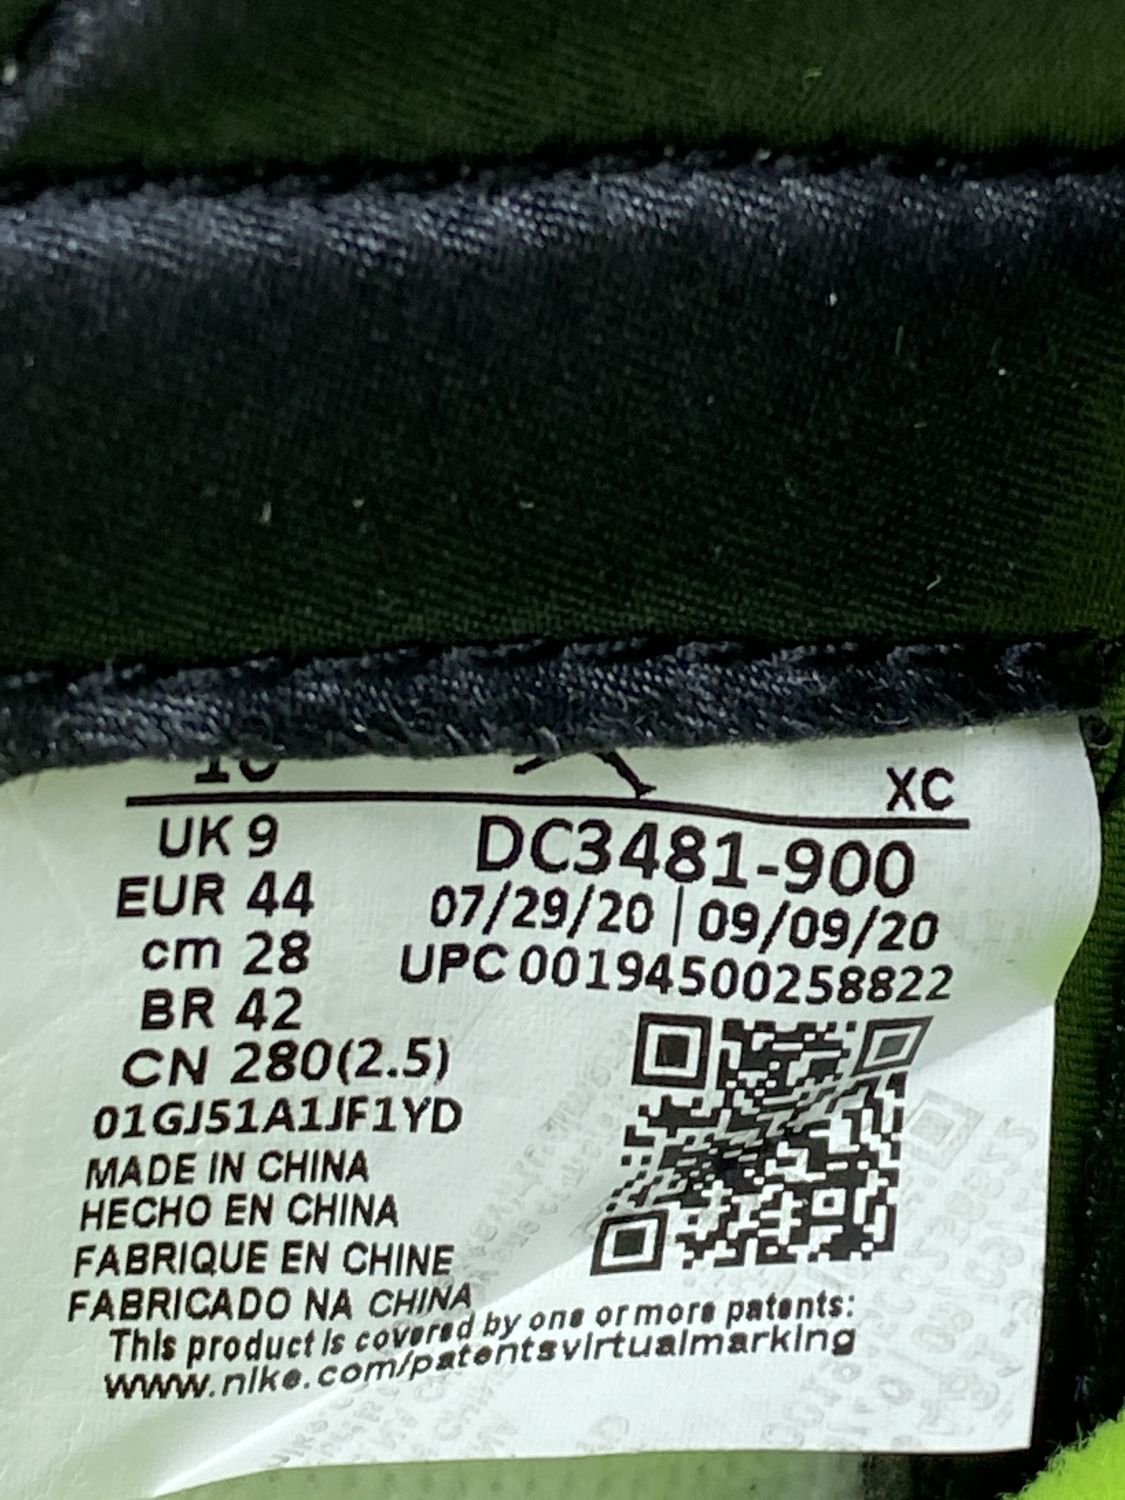 XC
UK 9
DC3481-900
EUR 44
07/29/20 | 09/09/20
cm 28
UPC 00194500258822
BR 42
CN 280(2.5)
01GJ51A1JF1YD
MADE IN CHINA
HECHO EN CHINA
FABRIQUE EN CHINE
FABRICADO NA CHINA
This product is covered by one or more patents:
www.nike.com/patentsvirtualmarking